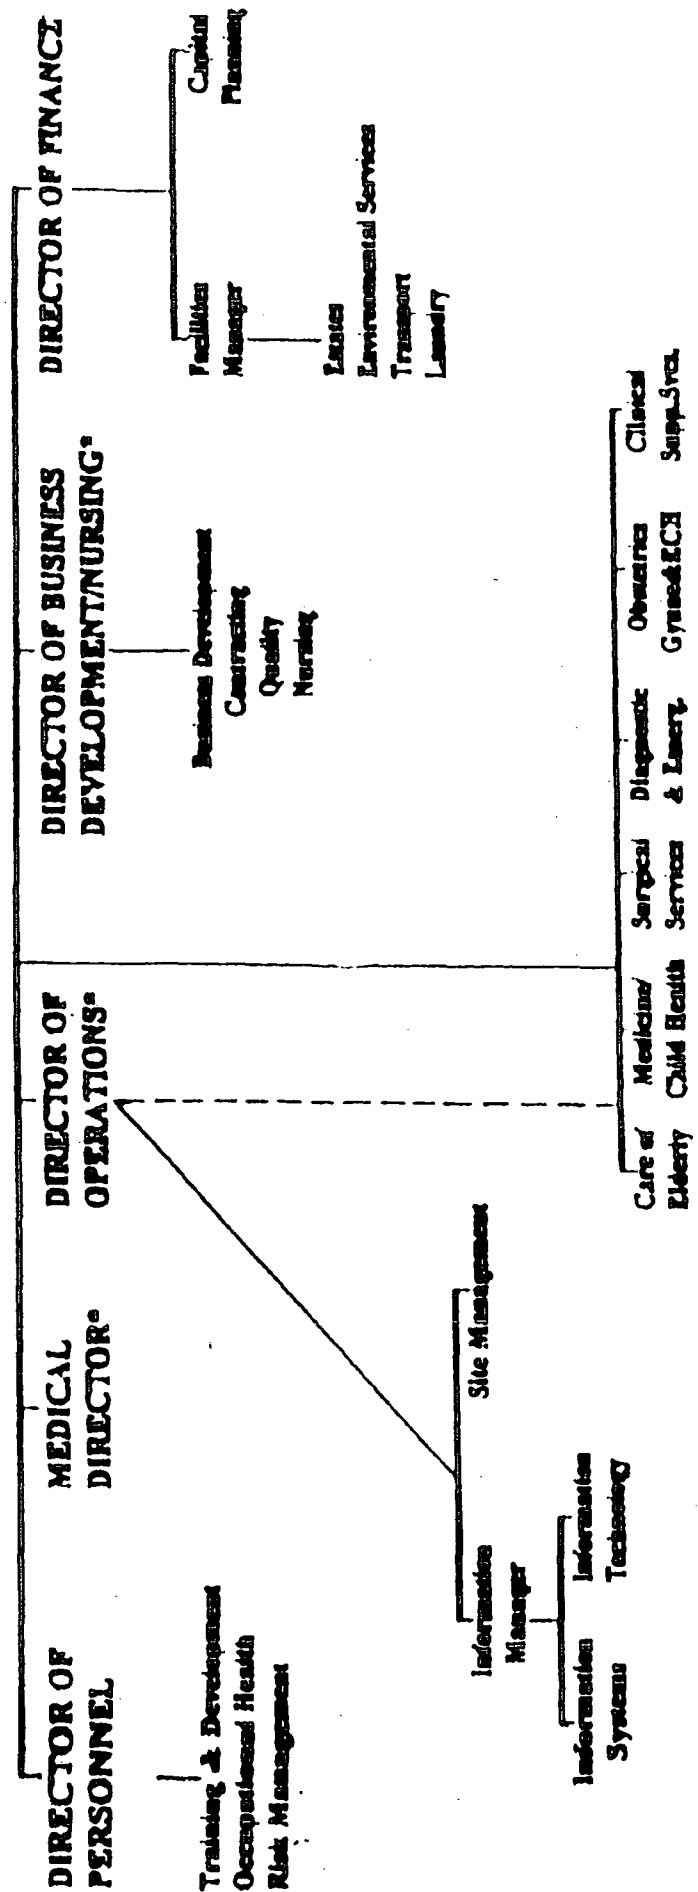 DIRECTOR OF
PERSONNEL
Training & Development
Occupational Health
Risk Management
MEDICAL
DIRECTOR*
DIRECTOR OF
OPERATIONS*
Information
Manager
Site Management
Information
Systems
Information
Technology
DIRECTOR OF BUSINESS
DEVELOPMENT/NURSING*
Business Development
Contracting
Quality
Nursing
DIRECTOR OF FINANCE
Facilities
Manager
Capital
Planning
Estates
Environmental Services
Transport
Laundry
Care of
Elderly
Medicine/
Child Health
Surgical
Services
Diagnostic
& Emerg.
Obstetrics
Clinical
Supp.Svcs.